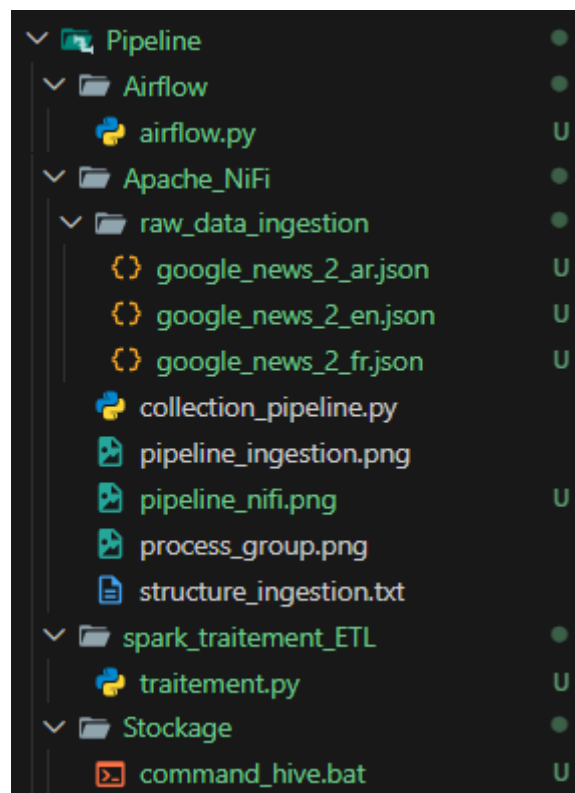 Pipeline
Airflow
airflow.py U
Apache_NiFi
raw_data_ingestion
google_news_2_ar.json U
google_news_2_en.json U
google_news_2_fr.json U
collection_pipeline.py
pipeline_ingestion.png
pipeline_nifi.png U
process_group.png
structure_ingestion.txt
spark_traitement_ETL
traitement.py U
Stockage
command_hive.bat U